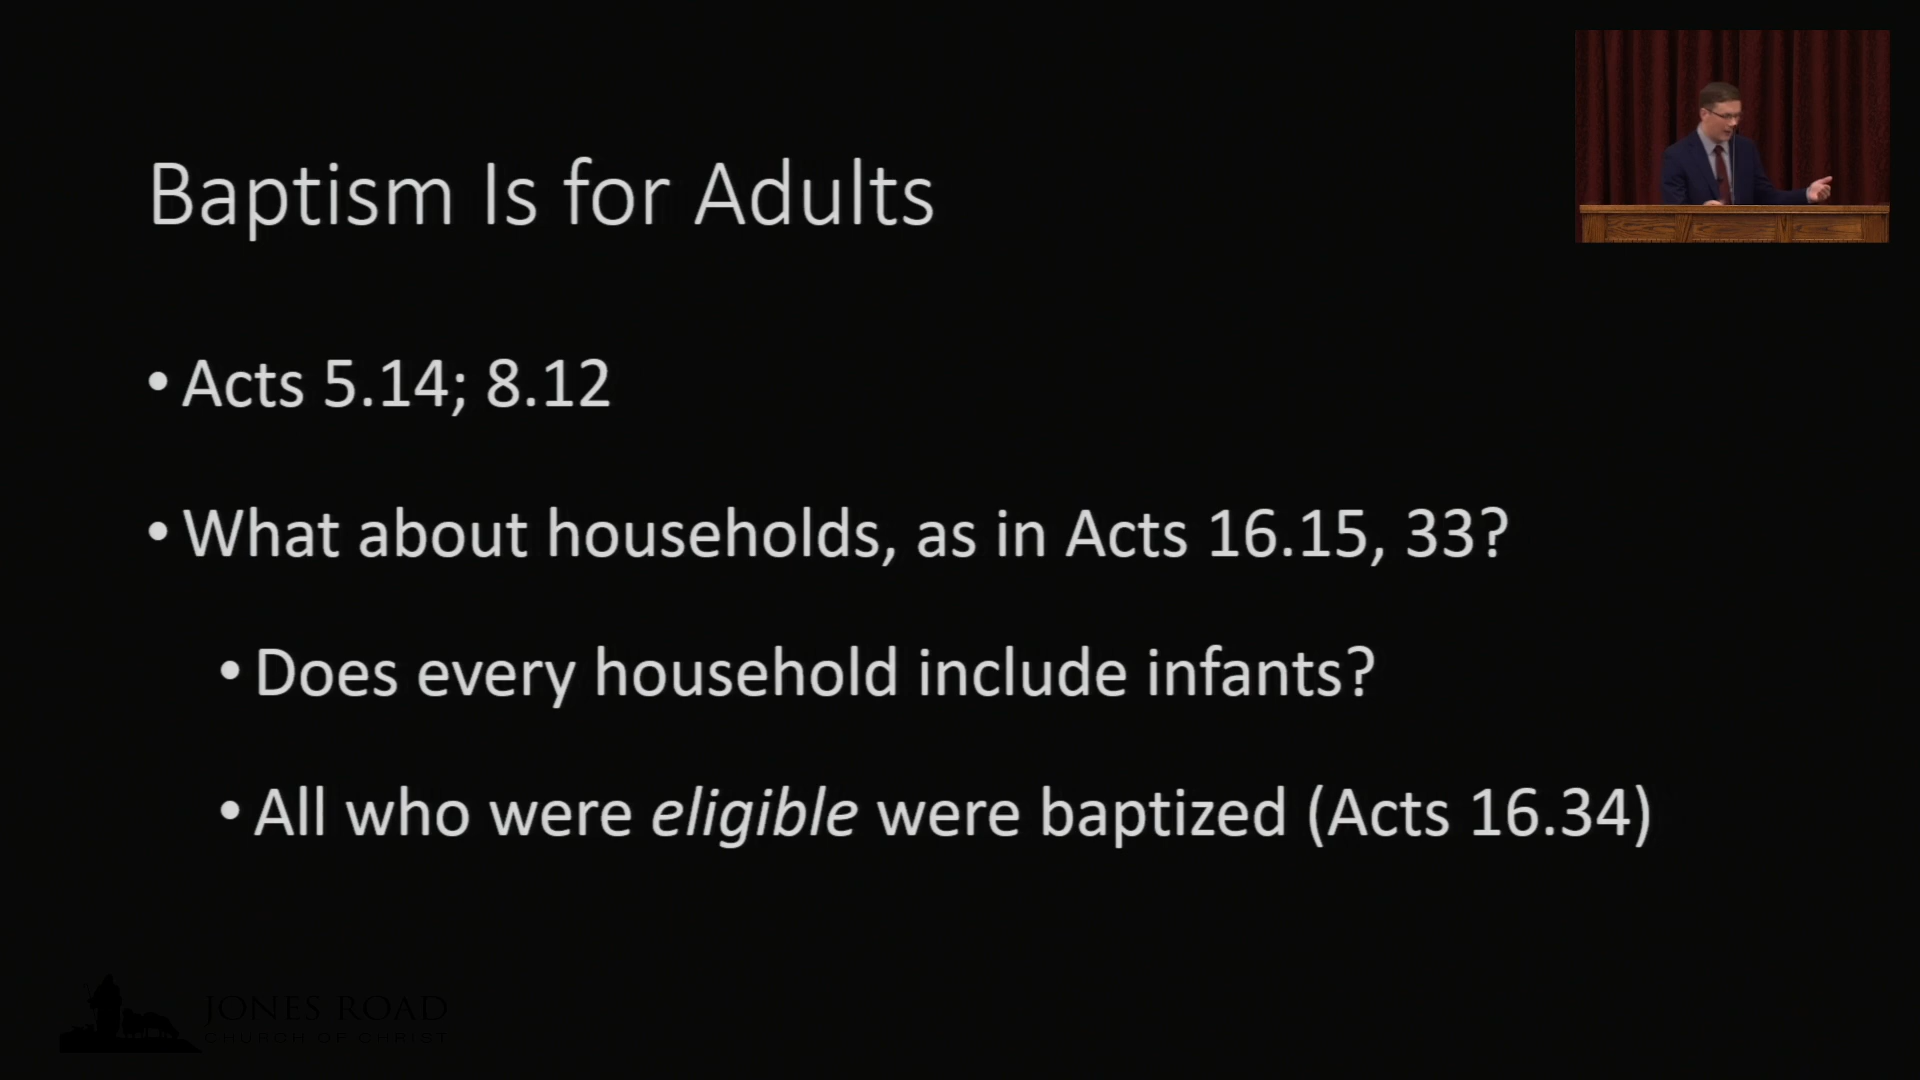 Baptism Is for Adults
• Acts 5.14; 8.12
• What about households, as in Acts 16.15, 33?
• Does every household include infants?
• All who were eligible were baptized (Acts 16.34)
JONES ROAD
CHURCH OF CHRIST